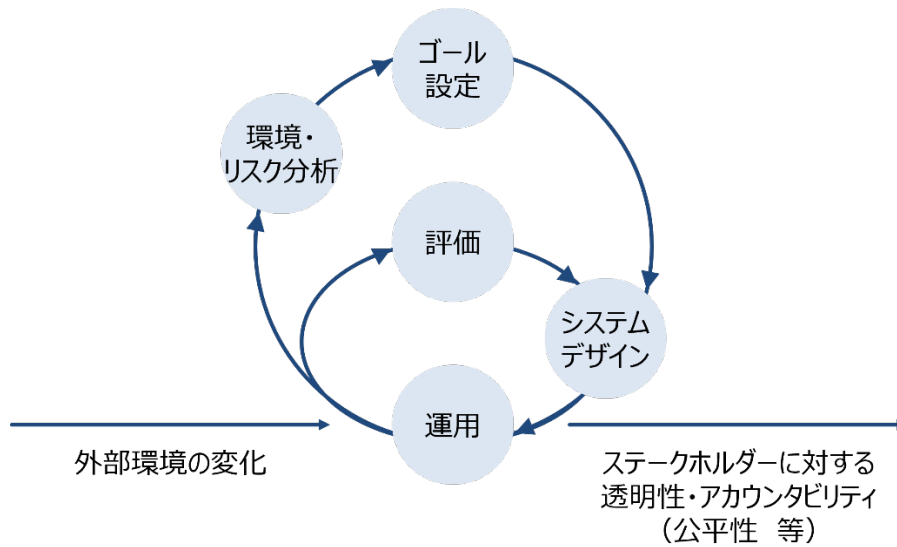 ゴール
設定
環境・
リスク分析
評価
システム
デザイン
運用
外部環境の変化
ステークホルダーに対する
透明性・アカウンタビリティ
（公平性　等）